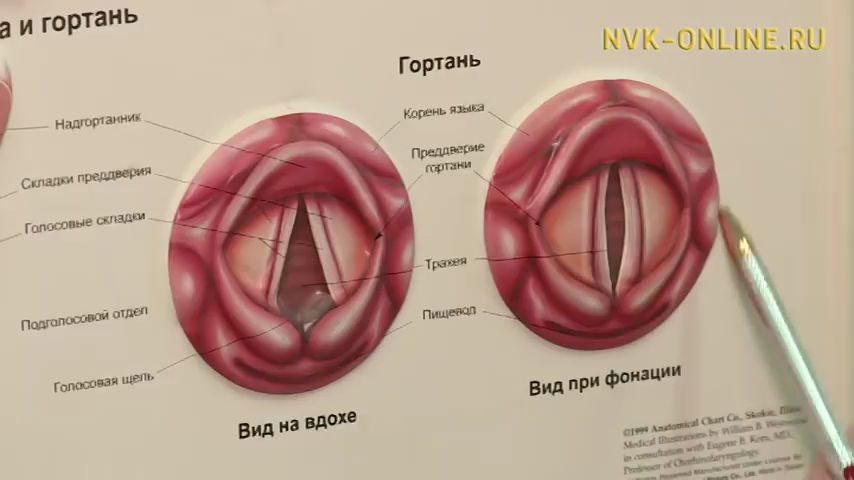 а и гортань
NVK-ONLINE.RU
Гортань
Надгортанник
Корень языка
Складки преддверия
Преддверие
гортани
Голосовые складки
Трахея
Подголосовой отдел
Пищевод
Голосовая щель
Вид на вдохе
Вид при фонации
©1999 Anatomical Chart Co., Skokie,
Medical Illustrations by William B.
in consultation with Eugene B. Kern, MD,
Professor of Otorhinolaryngology.